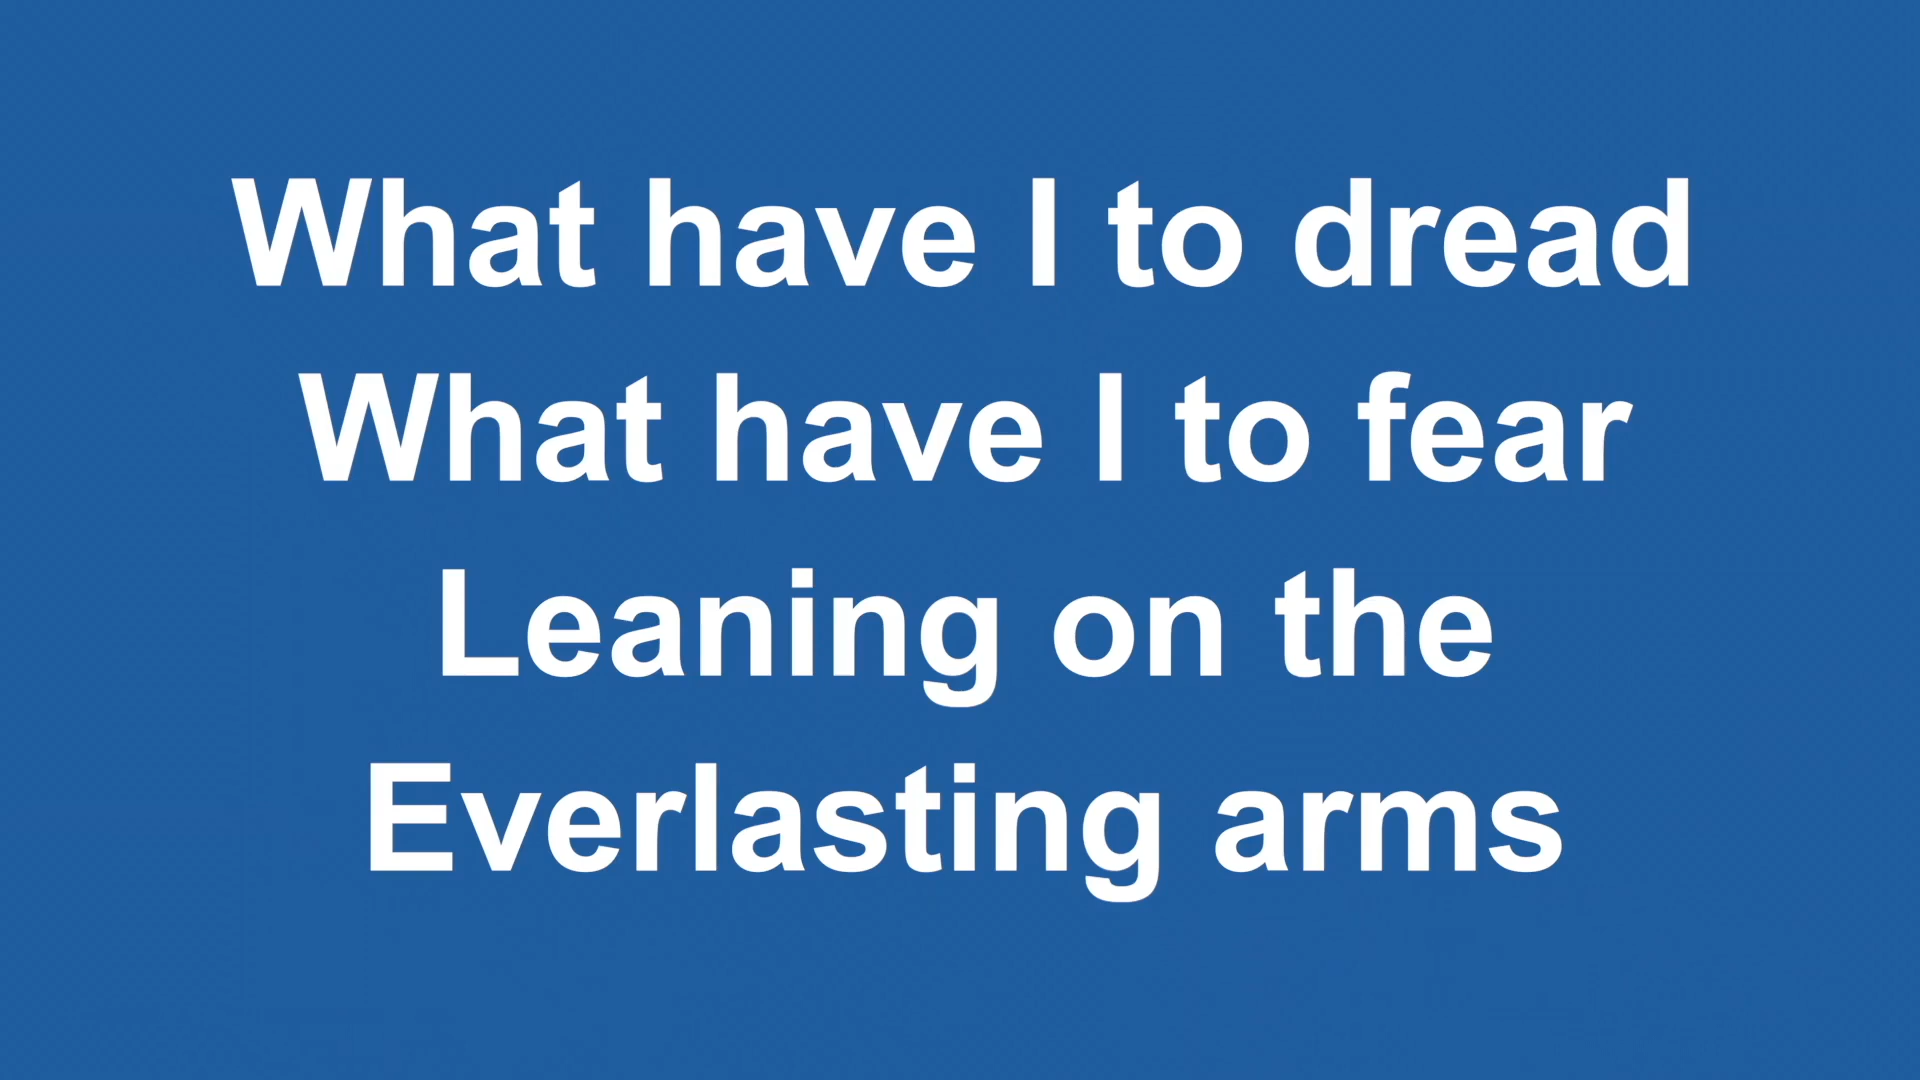 What have I to dread
What have I to fear
Leaning on the
Everlasting arms